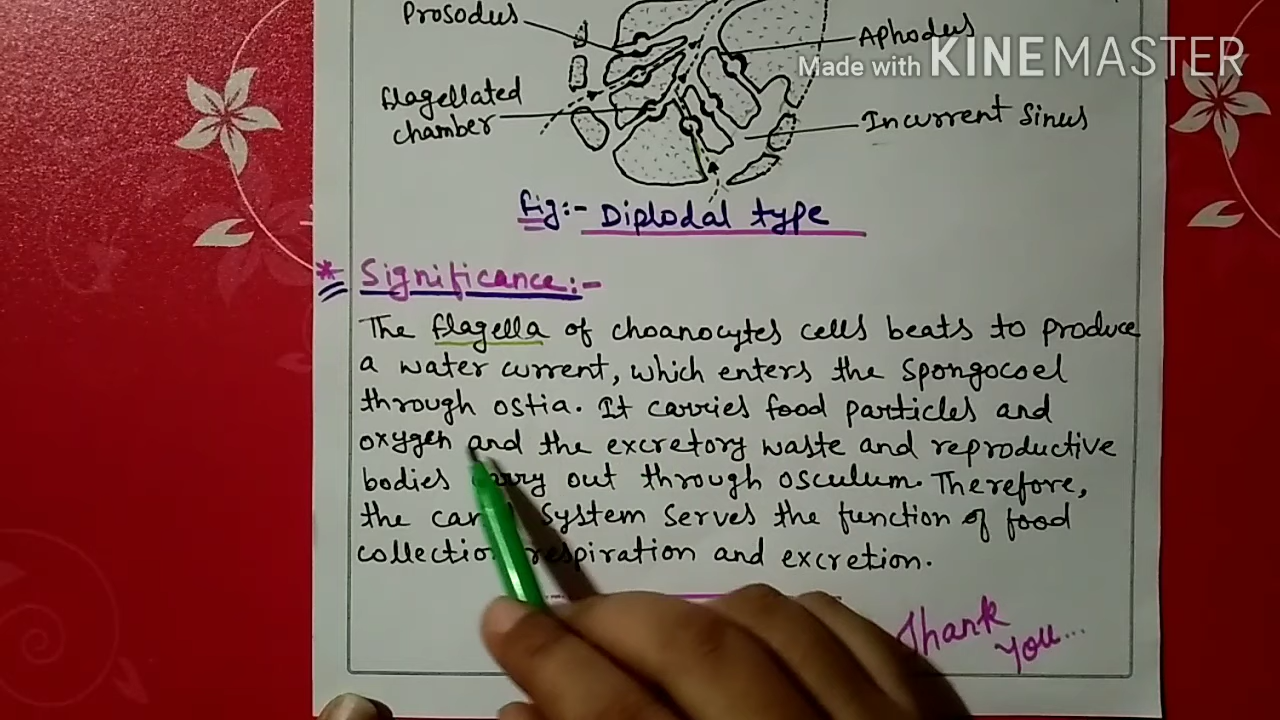 Prosodus
Aphodus
Made with KINEMASTER
flagellated
chamber
Incurrent Sinus
fig:- Diplodal type
* Significance:-
The flagella of choanocytes cells beats to produce
a water current, which enters the spongocoel
through ostia. It carries food particles and
oxygen and the excretory waste and reproductive
bodies carry out through osculum. Therefore,
the canal system serves the function of food
collection respiration and excretion.
Thank
You...